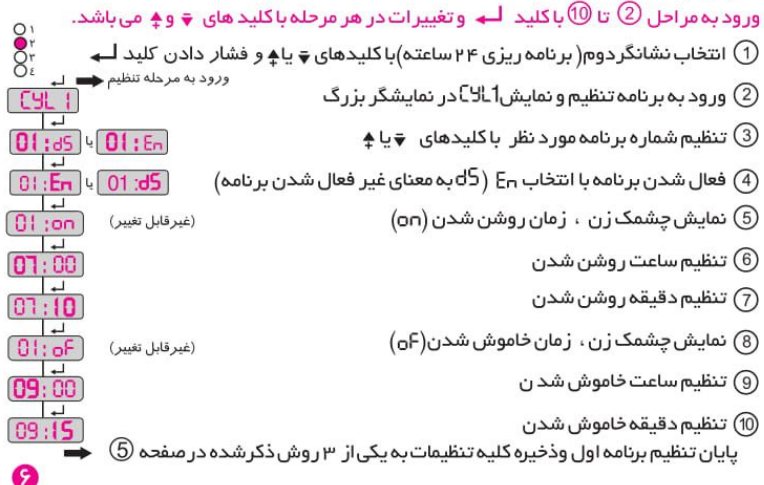 ورود به مراحل ② تا ⑩ با کلید ↲ و تغییرات در هر مرحله با کلید های ⯆ و ⯅ می باشد.
① انتخاب نشانگر دوم( برنامه ریزی ۲۴ ساعته) با کلیدهای ⯆ یا ⯅ و فشار دادن کلید ↲
۱
۲
۳
٤
ورود به مرحله تنظیم
② ورود به برنامه تنظیم و نمایش CYL1 در نمایشگر بزرگ
CYL 1
③ تنظیم شماره برنامه مورد نظر با کلیدهای ⯆ یا ⯅
01:En یا 01:dS
④ فعال شدن برنامه با انتخاب En (dS به معنای غیر فعال شدن برنامه)
01:dS یا 01:En
⑤ نمایش چشمک زن ، زمان روشن شدن (on) (غیرقابل تغییر)
01:on
⑥ تنظیم ساعت روشن شدن
07:00
⑦ تنظیم دقیقه روشن شدن
07:10
⑧ نمایش چشمک زن ، زمان خاموش شدن(oF) (غیرقابل تغییر)
01:oF
⑨ تنظیم ساعت خاموش شد ن
09:00
⑩ تنظیم دقیقه خاموش شدن
09:15
پایان تنظیم برنامه اول وذخیره کلیه تنظیمات به یکی از ۳ روش ذکرشده در صفحه ⑤
۶